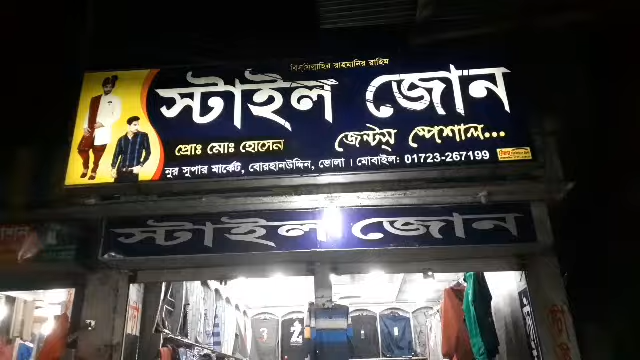 বিসমিল্লাহির রাহমানির রাহিম
স্টাইল জোন
প্রোঃ মোঃ হোসেন
জেন্টস্ স্পেশাল...
নুর সুপার মার্কেট, বোরহানউদ্দিন, ভোলা । মোবাইল: 01723-267199
স্টাইল জোন